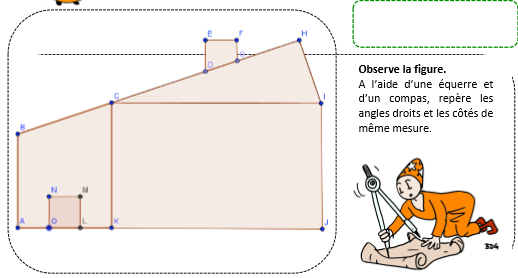 E F H
D G
C I
B
N M
A O L K J
Observe la figure.
A l'aide d'une équerre et
d'un compas, repère les
angles droits et les côtés de
même mesure.
BDG